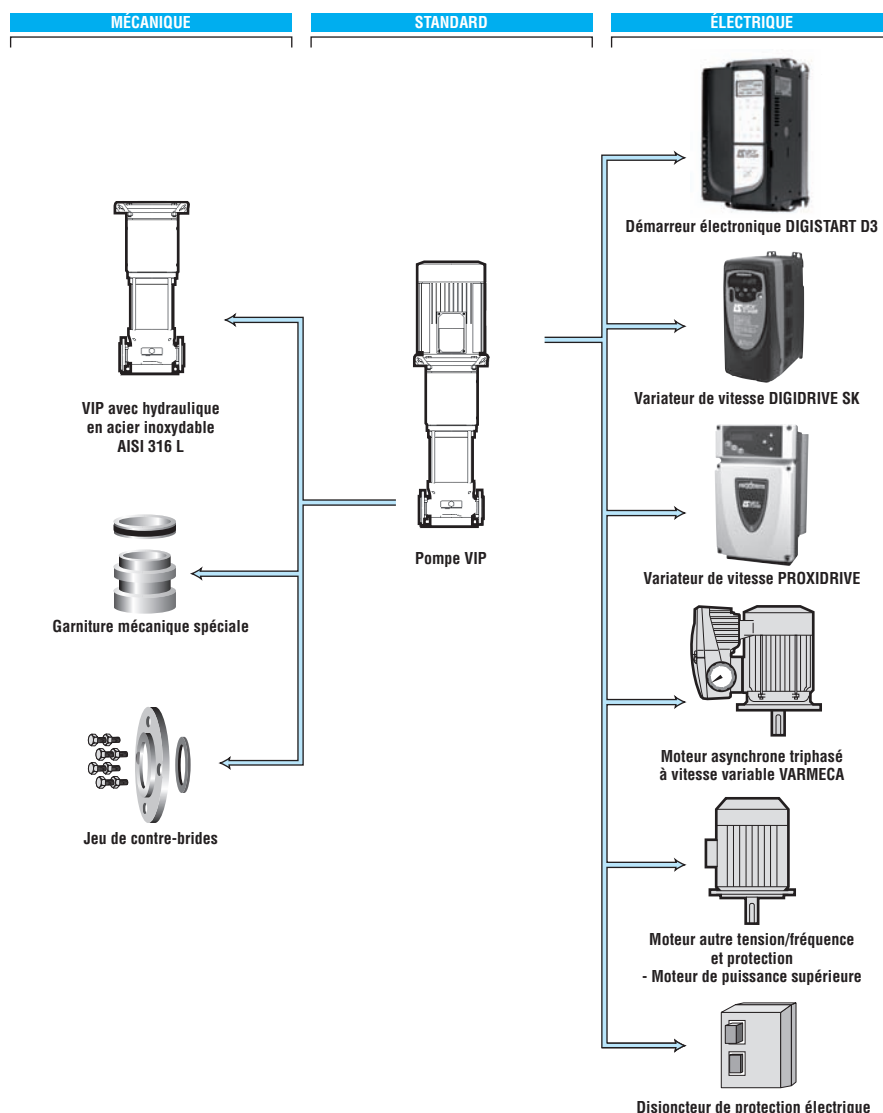 MÉCANIQUE
STANDARD
ÉLECTRIQUE
Démarreur électronique DIGISTART D3
Variateur de vitesse DIGIDRIVE SK
VIP avec hydraulique
en acier inoxydable
AISI 316 L
Pompe VIP
Variateur de vitesse PROXIDRIVE
Garniture mécanique spéciale
Moteur asynchrone triphasé
à vitesse variable VARMECA
Jeu de contre-brides
Moteur autre tension/fréquence
et protection
- Moteur de puissance supérieure
Disjoncteur de protection électrique